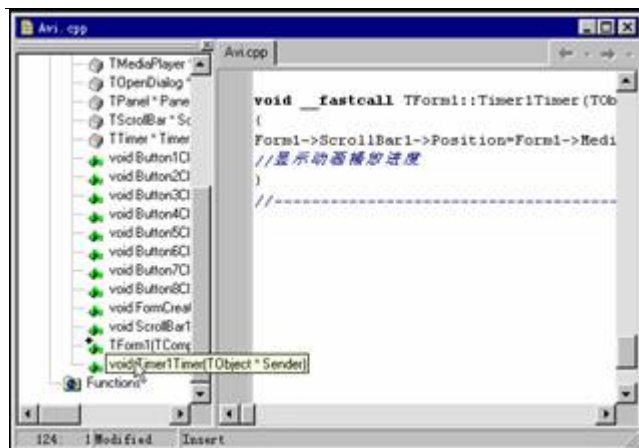 Avi.cpp
TMediaPlayer *
TOpenDialog *
TPanel * Pane
TScrollBar * Sc
TTimer * Timer
void Button1Cl
void Button2Cl
void Button3Cl
void Button4Cl
void Button5Cl
void Button6Cl
void Button7Cl
void Button8Cl
void FormCreat
void ScrollBar1
TForm1(TComp
void Timer1Timer(TObject * Sender)
Functions
Avi.cpp
void __fastcall TForm1::Timer1Timer(TOb
{
Form1->ScrollBar1->Position=Form1->Medi
//显示动画播放进度
}
//---------------------------------------
124: 1 Modified Insert